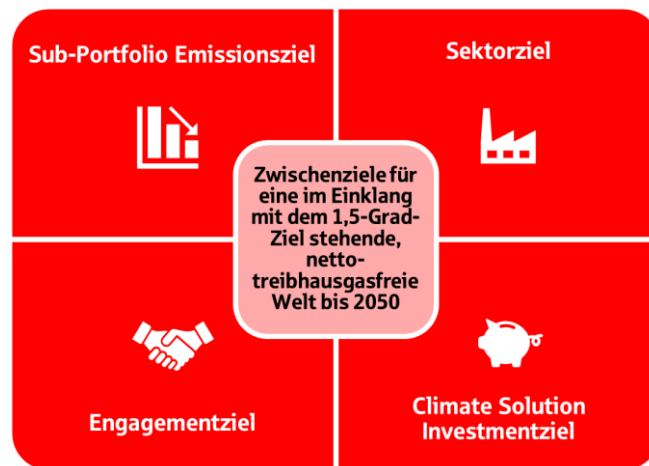 Sub-Portfolio Emissionsziel
Sektorziel
Zwischenziele für
eine im Einklang
mit dem 1,5-Grad-
Ziel stehende,
netto-
treibhausgasfreie
Welt bis 2050
Engagementziel
Climate Solution
Investmentziel